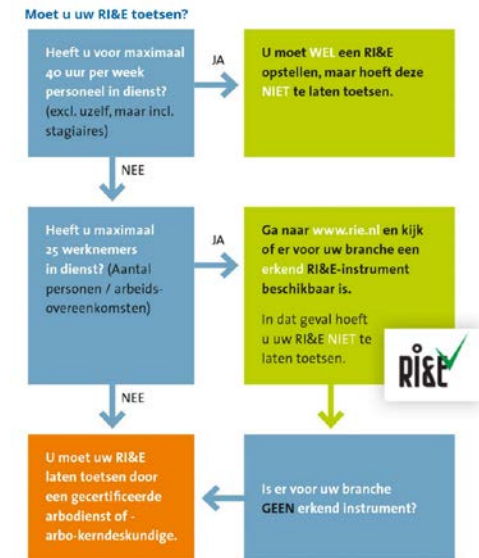 Moet u uw RI&E toetsen?
Heeft u voor maximaal
40 uur per week
personeel in dienst?
(excl. uzelf, maar incl.
stagiaires)
JA
U moet WEL een RI&E
opstellen, maar hoeft deze
NIET te laten toetsen.
NEE
Heeft u maximaal
25 werknemers
in dienst? (Aantal
personen / arbeids-
overeenkomsten)
JA
Ga naar www.rie.nl en kijk
of er voor uw branche een
erkend RI&E-instrument
beschikbaar is.
In dat geval hoeft
u uw RI&E NIET te
laten toetsen.
RI&E
NEE
U moet uw RI&E
laten toetsen door
een gecertificeerde
arbodienst of -
arbo-kerndeskundige.
Is er voor uw branche
GEEN erkend instrument?